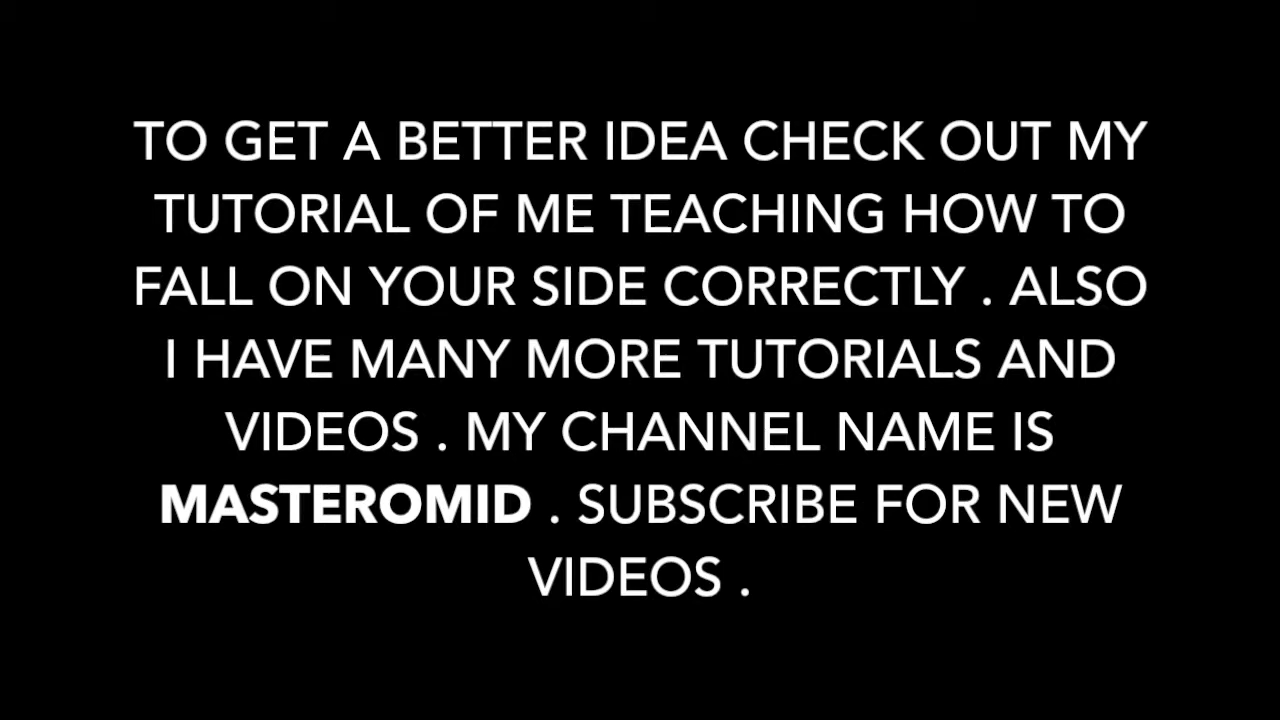 TO GET A BETTER IDEA CHECK OUT MY
TUTORIAL OF ME TEACHING HOW TO
FALL ON YOUR SIDE CORRECTLY . ALSO
I HAVE MANY MORE TUTORIALS AND
VIDEOS . MY CHANNEL NAME IS
MASTEROMID . SUBSCRIBE FOR NEW
VIDEOS .